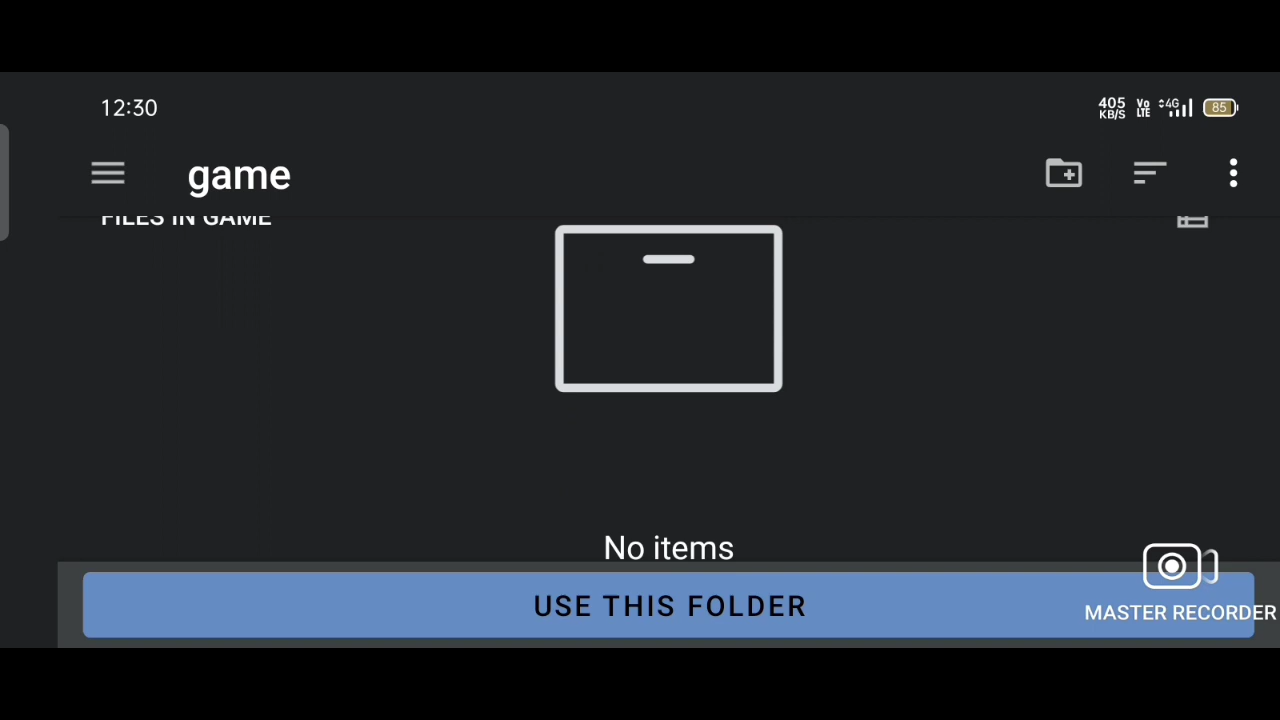 12:30
405
KB/S
Vo
LTE
4G
85
game
FILES IN GAME
No items
USE THIS FOLDER
MASTER RECORDER